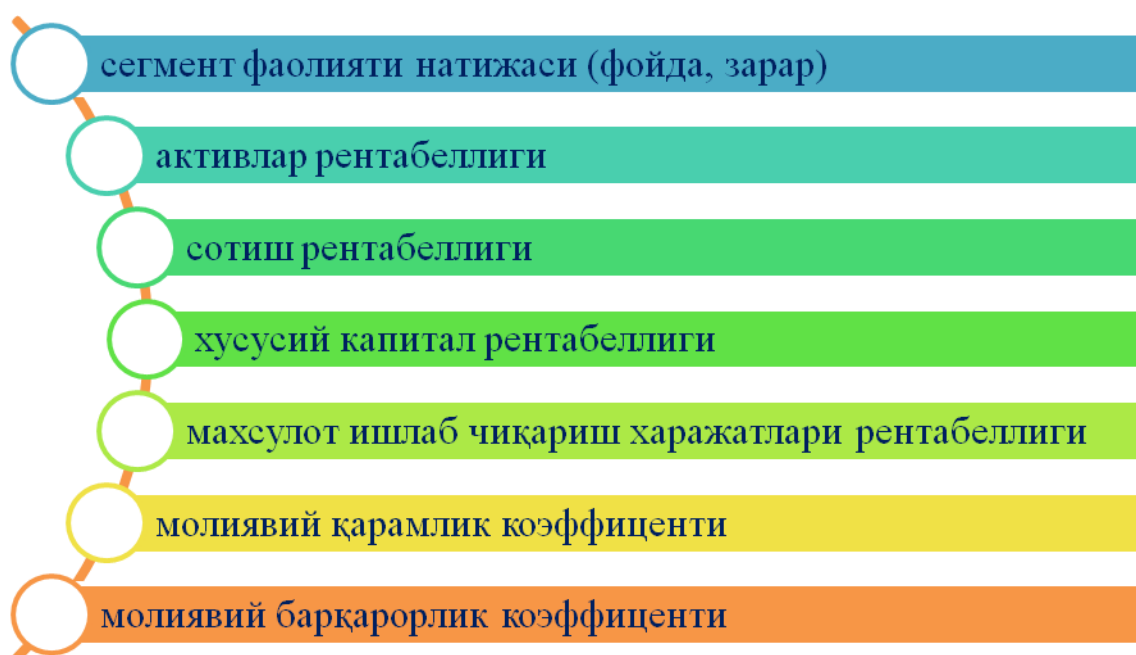 сегмент фаолияти натижаси (фойда, зарар)
активлар рентабеллиги
сотиш рентабеллиги
хусусий капитал рентабеллиги
махсулот ишлаб чиқариш харажатлари рентабеллиги
молиявий қарамлик коэффиценти
молиявий барқарорлик коэффиценти